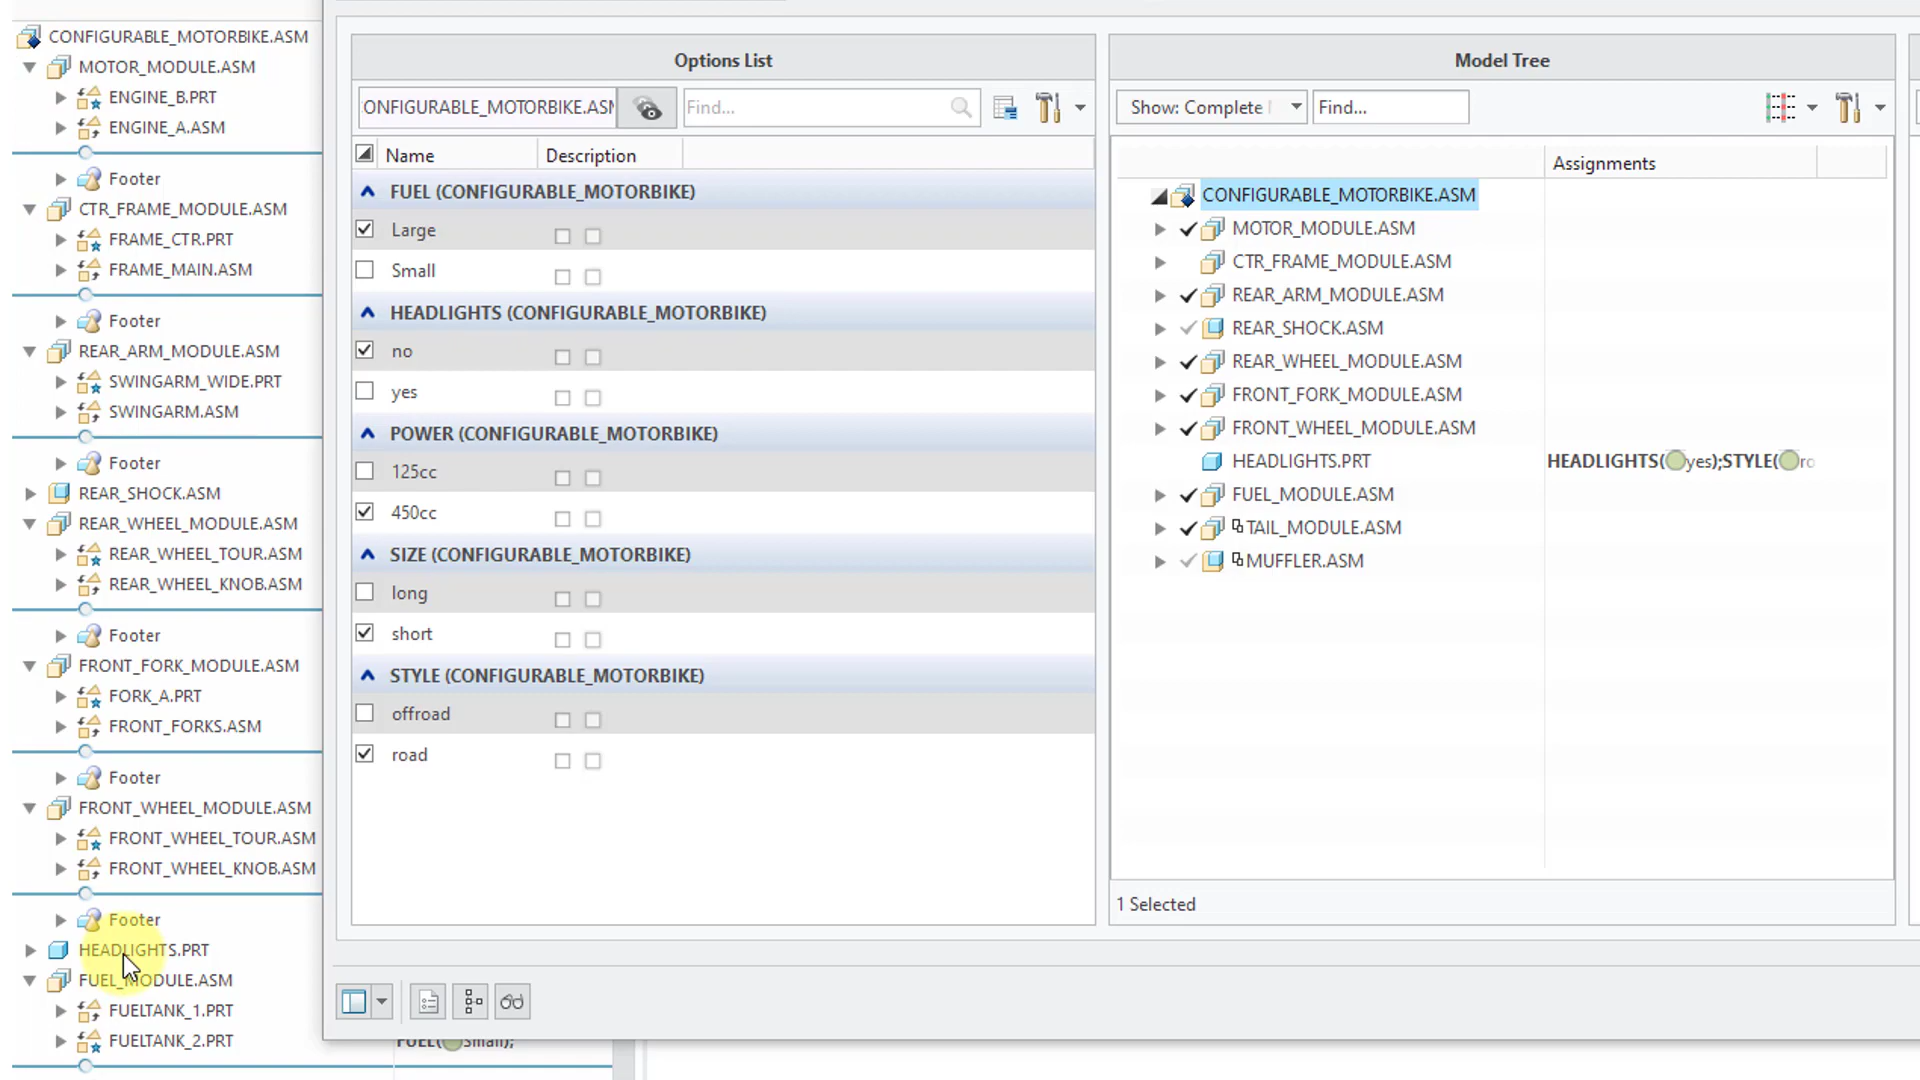 CONFIGURABLE_MOTORBIKE.ASM
MOTOR_MODULE.ASM
ENGINE_B.PRT
ENGINE_A.ASM
Footer
CTR_FRAME_MODULE.ASM
FRAME_CTR.PRT
FRAME_MAIN.ASM
Footer
REAR_ARM_MODULE.ASM
SWINGARM_WIDE.PRT
SWINGARM.ASM
Footer
REAR_SHOCK.ASM
REAR_WHEEL_MODULE.ASM
REAR_WHEEL_TOUR.ASM
REAR_WHEEL_KNOB.ASM
Footer
FRONT_FORK_MODULE.ASM
FORK_A.PRT
FRONT_FORKS.ASM
Footer
FRONT_WHEEL_MODULE.ASM
FRONT_WHEEL_TOUR.ASM
FRONT_WHEEL_KNOB.ASM
Footer
HEADLIGHTS.PRT
FUEL_MODULE.ASM
FUELTANK_1.PRT
FUELTANK_2.PRT
FUEL(Small);
Options List
ONFIGURABLE_MOTORBIKE.ASM
Find...
Name Description
FUEL (CONFIGURABLE_MOTORBIKE)
Large
Small
HEADLIGHTS (CONFIGURABLE_MOTORBIKE)
no
yes
POWER (CONFIGURABLE_MOTORBIKE)
125cc
450cc
SIZE (CONFIGURABLE_MOTORBIKE)
long
short
STYLE (CONFIGURABLE_MOTORBIKE)
offroad
road
Model Tree
Show: Complete
Find...
Assignments
CONFIGURABLE_MOTORBIKE.ASM
MOTOR_MODULE.ASM
CTR_FRAME_MODULE.ASM
REAR_ARM_MODULE.ASM
REAR_SHOCK.ASM
REAR_WHEEL_MODULE.ASM
FRONT_FORK_MODULE.ASM
FRONT_WHEEL_MODULE.ASM
HEADLIGHTS.PRT HEADLIGHTS(yes);STYLE(ro
FUEL_MODULE.ASM
TAIL_MODULE.ASM
MUFFLER.ASM
1 Selected